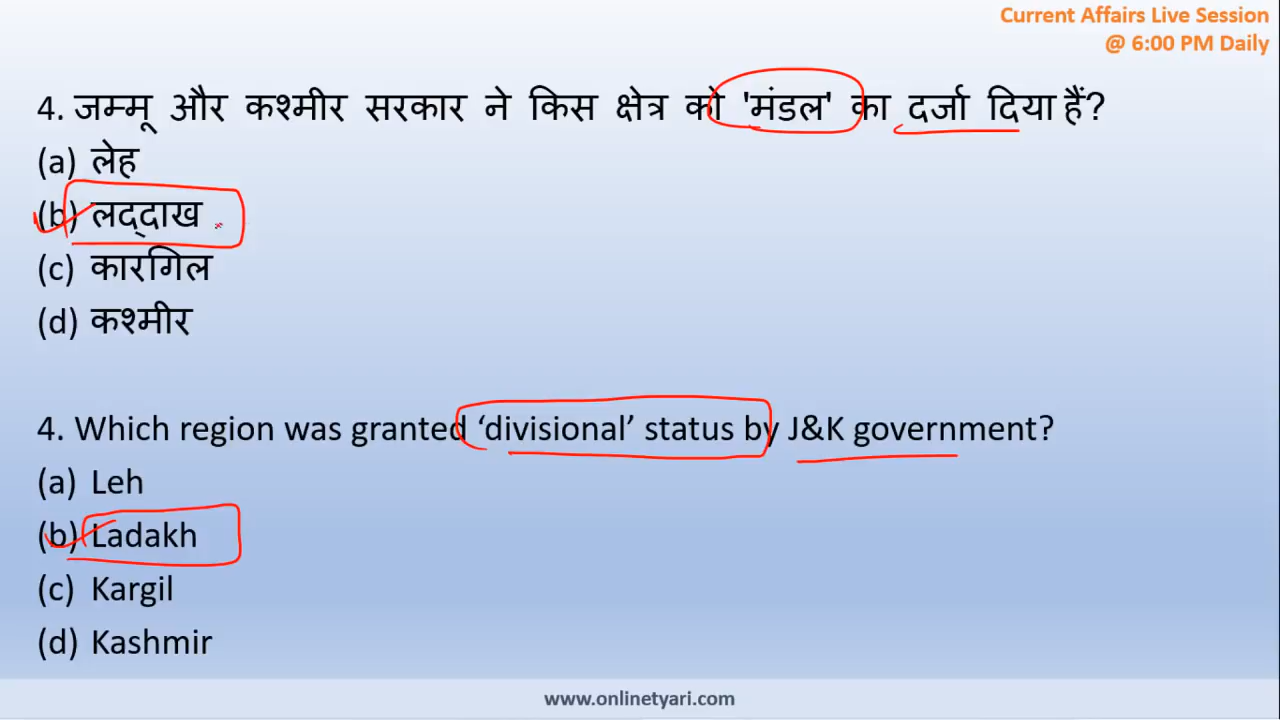 Current Affairs Live Session
@ 6:00 PM Daily
4. जम्मू और कश्मीर सरकार ने किस क्षेत्र को 'मंडल' का दर्जा दिया हैं?
(a) लेह
(b) लद्दाख
(c) कारगिल
(d) कश्मीर
4. Which region was granted ‘divisional’ status by J&K government?
(a) Leh
(b) Ladakh
(c) Kargil
(d) Kashmir
www.onlinetyari.com